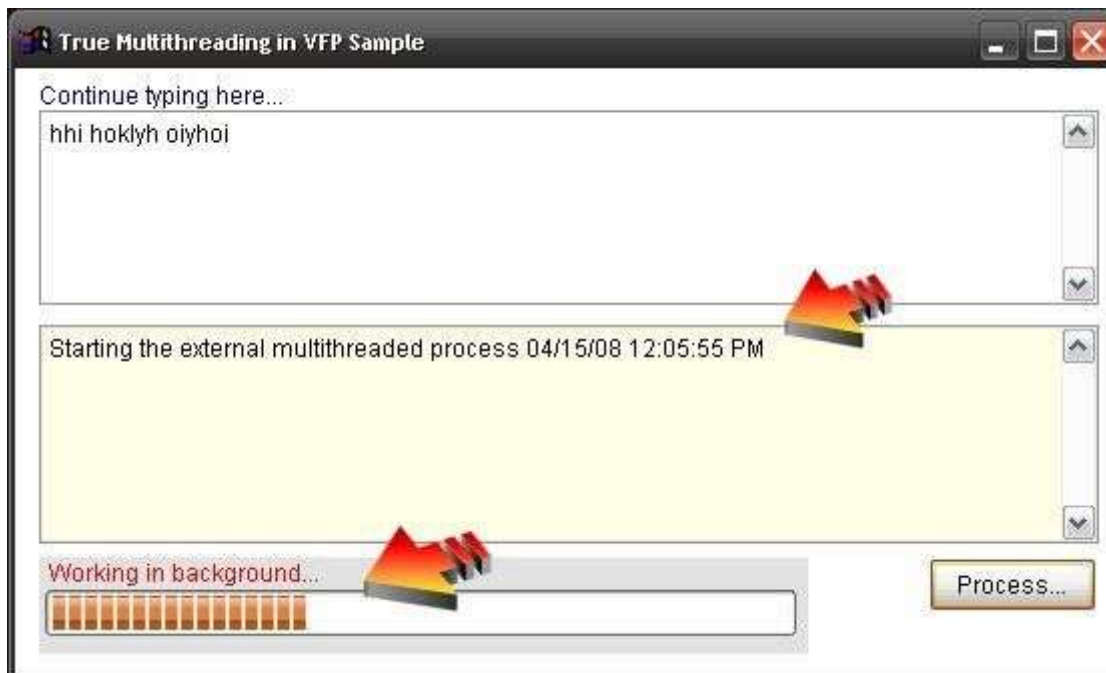 True Multithreading in VFP Sample
Continue typing here...
hhi hoklyh oiyhoi
Starting the external multithreaded process 04/15/08 12:05:55 PM
Working in background...
Process...